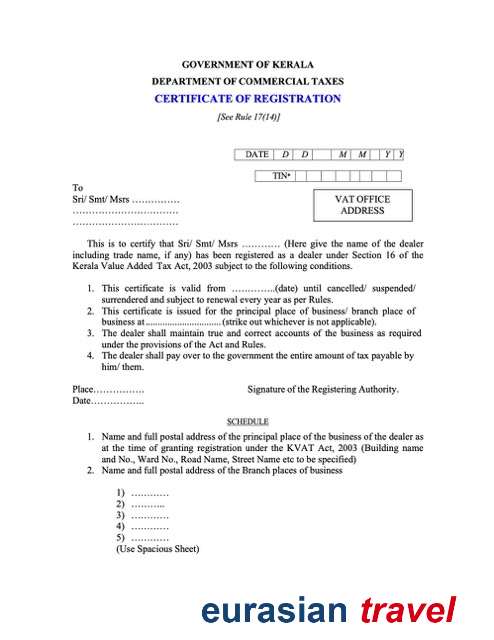 GOVERNMENT OF KERALA
DEPARTMENT OF COMMERCIAL TAXES
CERTIFICATE OF REGISTRATION
[See Rule 17(14)]
DATE D D M M Y Y
TIN*
To
Sri/ Smt/ Msrs ……………
……………………………
……………………………
VAT OFFICE
ADDRESS
This is to certify that Sri/ Smt/ Msrs ………… (Here give the name of the dealer
including trade name, if any) has been registered as a dealer under Section 16 of the
Kerala Value Added Tax Act, 2003 subject to the following conditions.
1. This certificate is valid from …………..(date) until cancelled/ suspended/
surrendered and subject to renewal every year as per Rules.
2. This certificate is issued for the principal place of business/ branch place of
business at............................(strike out whichever is not applicable).
3. The dealer shall maintain true and correct accounts of the business as required
under the provisions of the Act and Rules.
4. The dealer shall pay over to the government the entire amount of tax payable by
him/ them.
Place……………. Signature of the Registering Authority.
Date……………..
SCHEDULE
1. Name and full postal address of the principal place of the business of the dealer as
at the time of granting registration under the KVAT Act, 2003 (Building name
and No., Ward No., Road Name, Street Name etc to be specified)
2. Name and full postal address of the Branch places of business
1) …………
2) ………..
3) …………
4) …………
5) …………
(Use Spacious Sheet)
eurasian travel